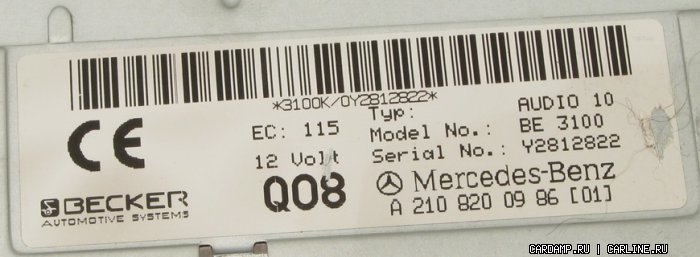 *3100K/0Y2812822*
CE
EC: 115
12 Volt
Q08
Typ: AUDIO 10
Model No.: BE 3100
Serial No.: Y2812822
BECKER
AUTOMOTIVE SYSTEMS
Mercedes-Benz
A 210 820 09 86 [01]
CARDAMP.RU | CARLINE.RU